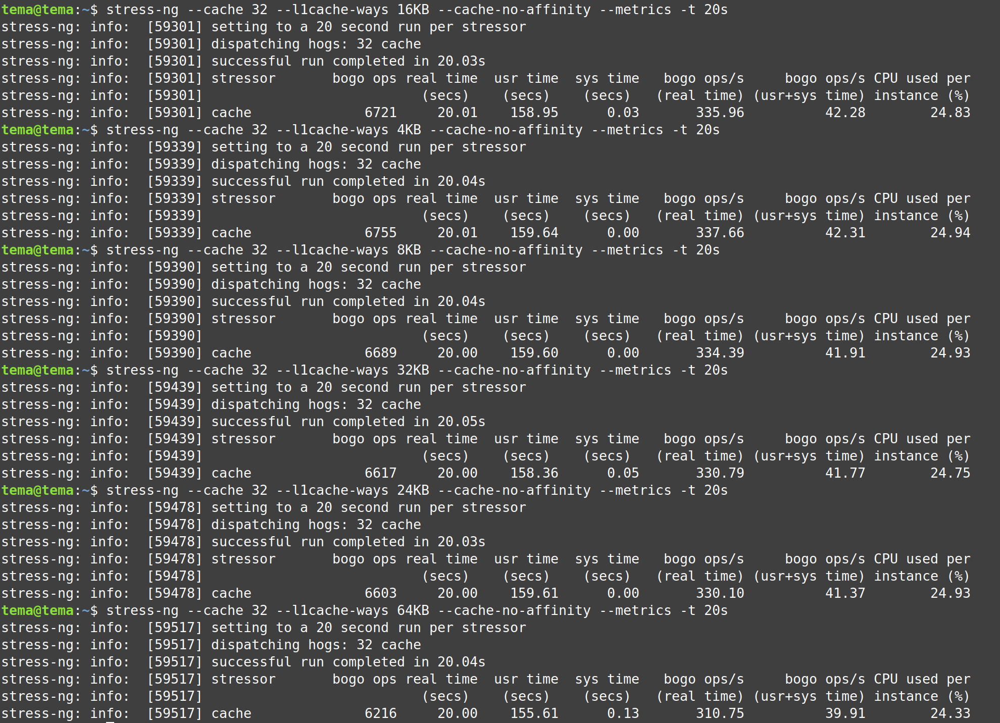 tema@tema:~$ stress-ng --cache 32 --l1cache-ways 16KB --cache-no-affinity --metrics -t 20s
stress-ng: info:  [59301] setting to a 20 second run per stressor
stress-ng: info:  [59301] dispatching hogs: 32 cache
stress-ng: info:  [59301] successful run completed in 20.03s
stress-ng: info:  [59301] stressor       bogo ops real time  usr time  sys time   bogo ops/s     bogo ops/s CPU used per
stress-ng: info:  [59301]                           (secs)    (secs)    (secs)   (real time) (usr+sys time) instance (%)
stress-ng: info:  [59301] cache              6721     20.01    158.95      0.03       335.96          42.28        24.83
tema@tema:~$ stress-ng --cache 32 --l1cache-ways 4KB --cache-no-affinity --metrics -t 20s
stress-ng: info:  [59339] setting to a 20 second run per stressor
stress-ng: info:  [59339] dispatching hogs: 32 cache
stress-ng: info:  [59339] successful run completed in 20.04s
stress-ng: info:  [59339] stressor       bogo ops real time  usr time  sys time   bogo ops/s     bogo ops/s CPU used per
stress-ng: info:  [59339]                           (secs)    (secs)    (secs)   (real time) (usr+sys time) instance (%)
stress-ng: info:  [59339] cache              6755     20.01    159.64      0.00       337.66          42.31        24.94
tema@tema:~$ stress-ng --cache 32 --l1cache-ways 8KB --cache-no-affinity --metrics -t 20s
stress-ng: info:  [59390] setting to a 20 second run per stressor
stress-ng: info:  [59390] dispatching hogs: 32 cache
stress-ng: info:  [59390] successful run completed in 20.04s
stress-ng: info:  [59390] stressor       bogo ops real time  usr time  sys time   bogo ops/s     bogo ops/s CPU used per
stress-ng: info:  [59390]                           (secs)    (secs)    (secs)   (real time) (usr+sys time) instance (%)
stress-ng: info:  [59390] cache              6689     20.00    159.60      0.00       334.39          41.91        24.93
tema@tema:~$ stress-ng --cache 32 --l1cache-ways 32KB --cache-no-affinity --metrics -t 20s
stress-ng: info:  [59439] setting to a 20 second run per stressor
stress-ng: info:  [59439] dispatching hogs: 32 cache
stress-ng: info:  [59439] successful run completed in 20.05s
stress-ng: info:  [59439] stressor       bogo ops real time  usr time  sys time   bogo ops/s     bogo ops/s CPU used per
stress-ng: info:  [59439]                           (secs)    (secs)    (secs)   (real time) (usr+sys time) instance (%)
stress-ng: info:  [59439] cache              6617     20.00    158.36      0.05       330.79          41.77        24.75
tema@tema:~$ stress-ng --cache 32 --l1cache-ways 24KB --cache-no-affinity --metrics -t 20s
stress-ng: info:  [59478] setting to a 20 second run per stressor
stress-ng: info:  [59478] dispatching hogs: 32 cache
stress-ng: info:  [59478] successful run completed in 20.03s
stress-ng: info:  [59478] stressor       bogo ops real time  usr time  sys time   bogo ops/s     bogo ops/s CPU used per
stress-ng: info:  [59478]                           (secs)    (secs)    (secs)   (real time) (usr+sys time) instance (%)
stress-ng: info:  [59478] cache              6603     20.00    159.61      0.00       330.10          41.37        24.93
tema@tema:~$ stress-ng --cache 32 --l1cache-ways 64KB --cache-no-affinity --metrics -t 20s
stress-ng: info:  [59517] setting to a 20 second run per stressor
stress-ng: info:  [59517] dispatching hogs: 32 cache
stress-ng: info:  [59517] successful run completed in 20.04s
stress-ng: info:  [59517] stressor       bogo ops real time  usr time  sys time   bogo ops/s     bogo ops/s CPU used per
stress-ng: info:  [59517]                           (secs)    (secs)    (secs)   (real time) (usr+sys time) instance (%)
stress-ng: info:  [59517] cache              6216     20.00    155.61      0.13       310.75          39.91        24.33